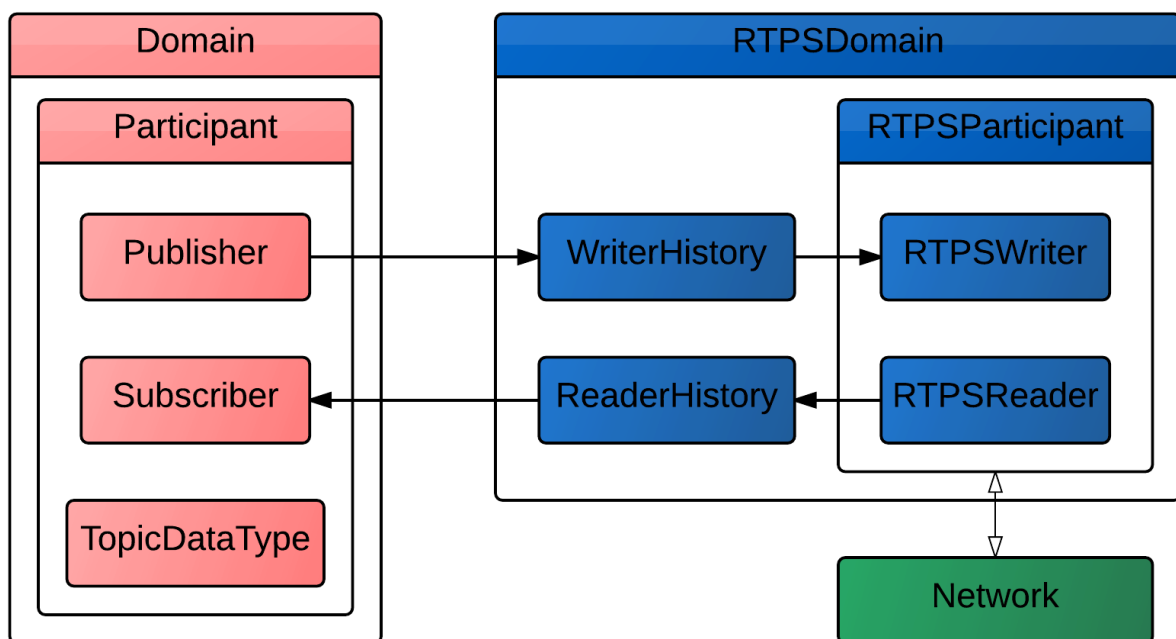 Domain
Participant
Publisher
Subscriber
TopicDataType
RTPSDomain
RTPSParticipant
WriterHistory
RTPSWriter
ReaderHistory
RTPSReader
Network